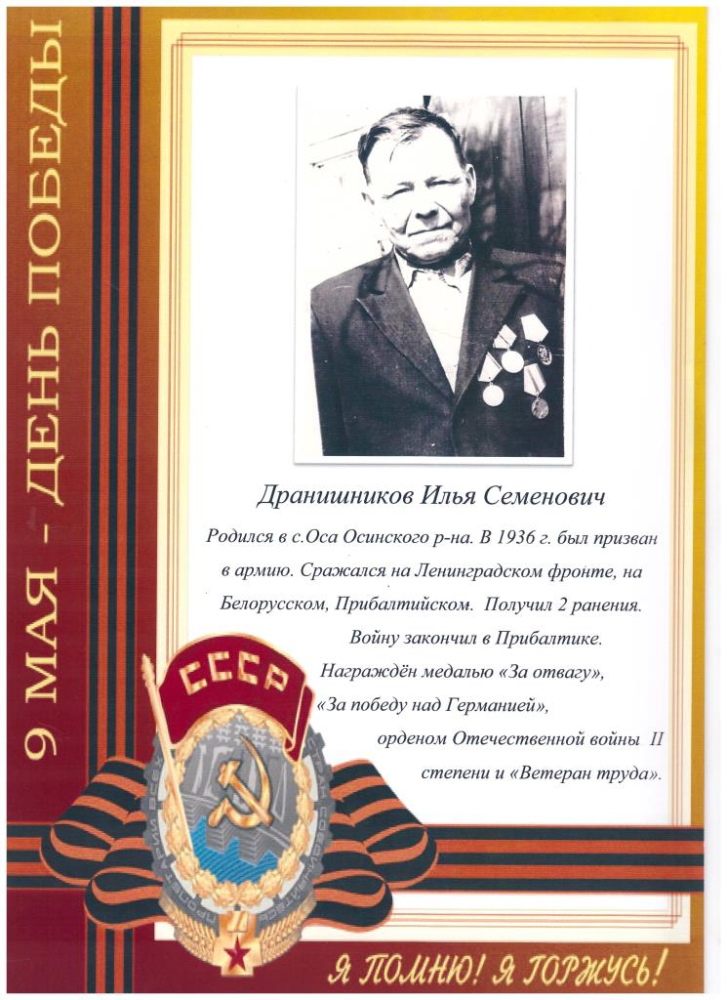 9 МАЯ - ДЕНЬ ПОБЕДЫ
Дранишников Илья Семенович
Родился в с.Оса Осинского р-на. В 1936 г. был призван
в армию. Сражался на Ленинградском фронте, на
Белорусском, Прибалтийском. Получил 2 ранения.
Войну закончил в Прибалтике.
Награждён медалью «За отвагу»,
«За победу над Германией»,
орденом Отечественной войны II
степени и «Ветеран труда».
СССР
Я ПОМНЮ! Я ГОРЖУСЬ!